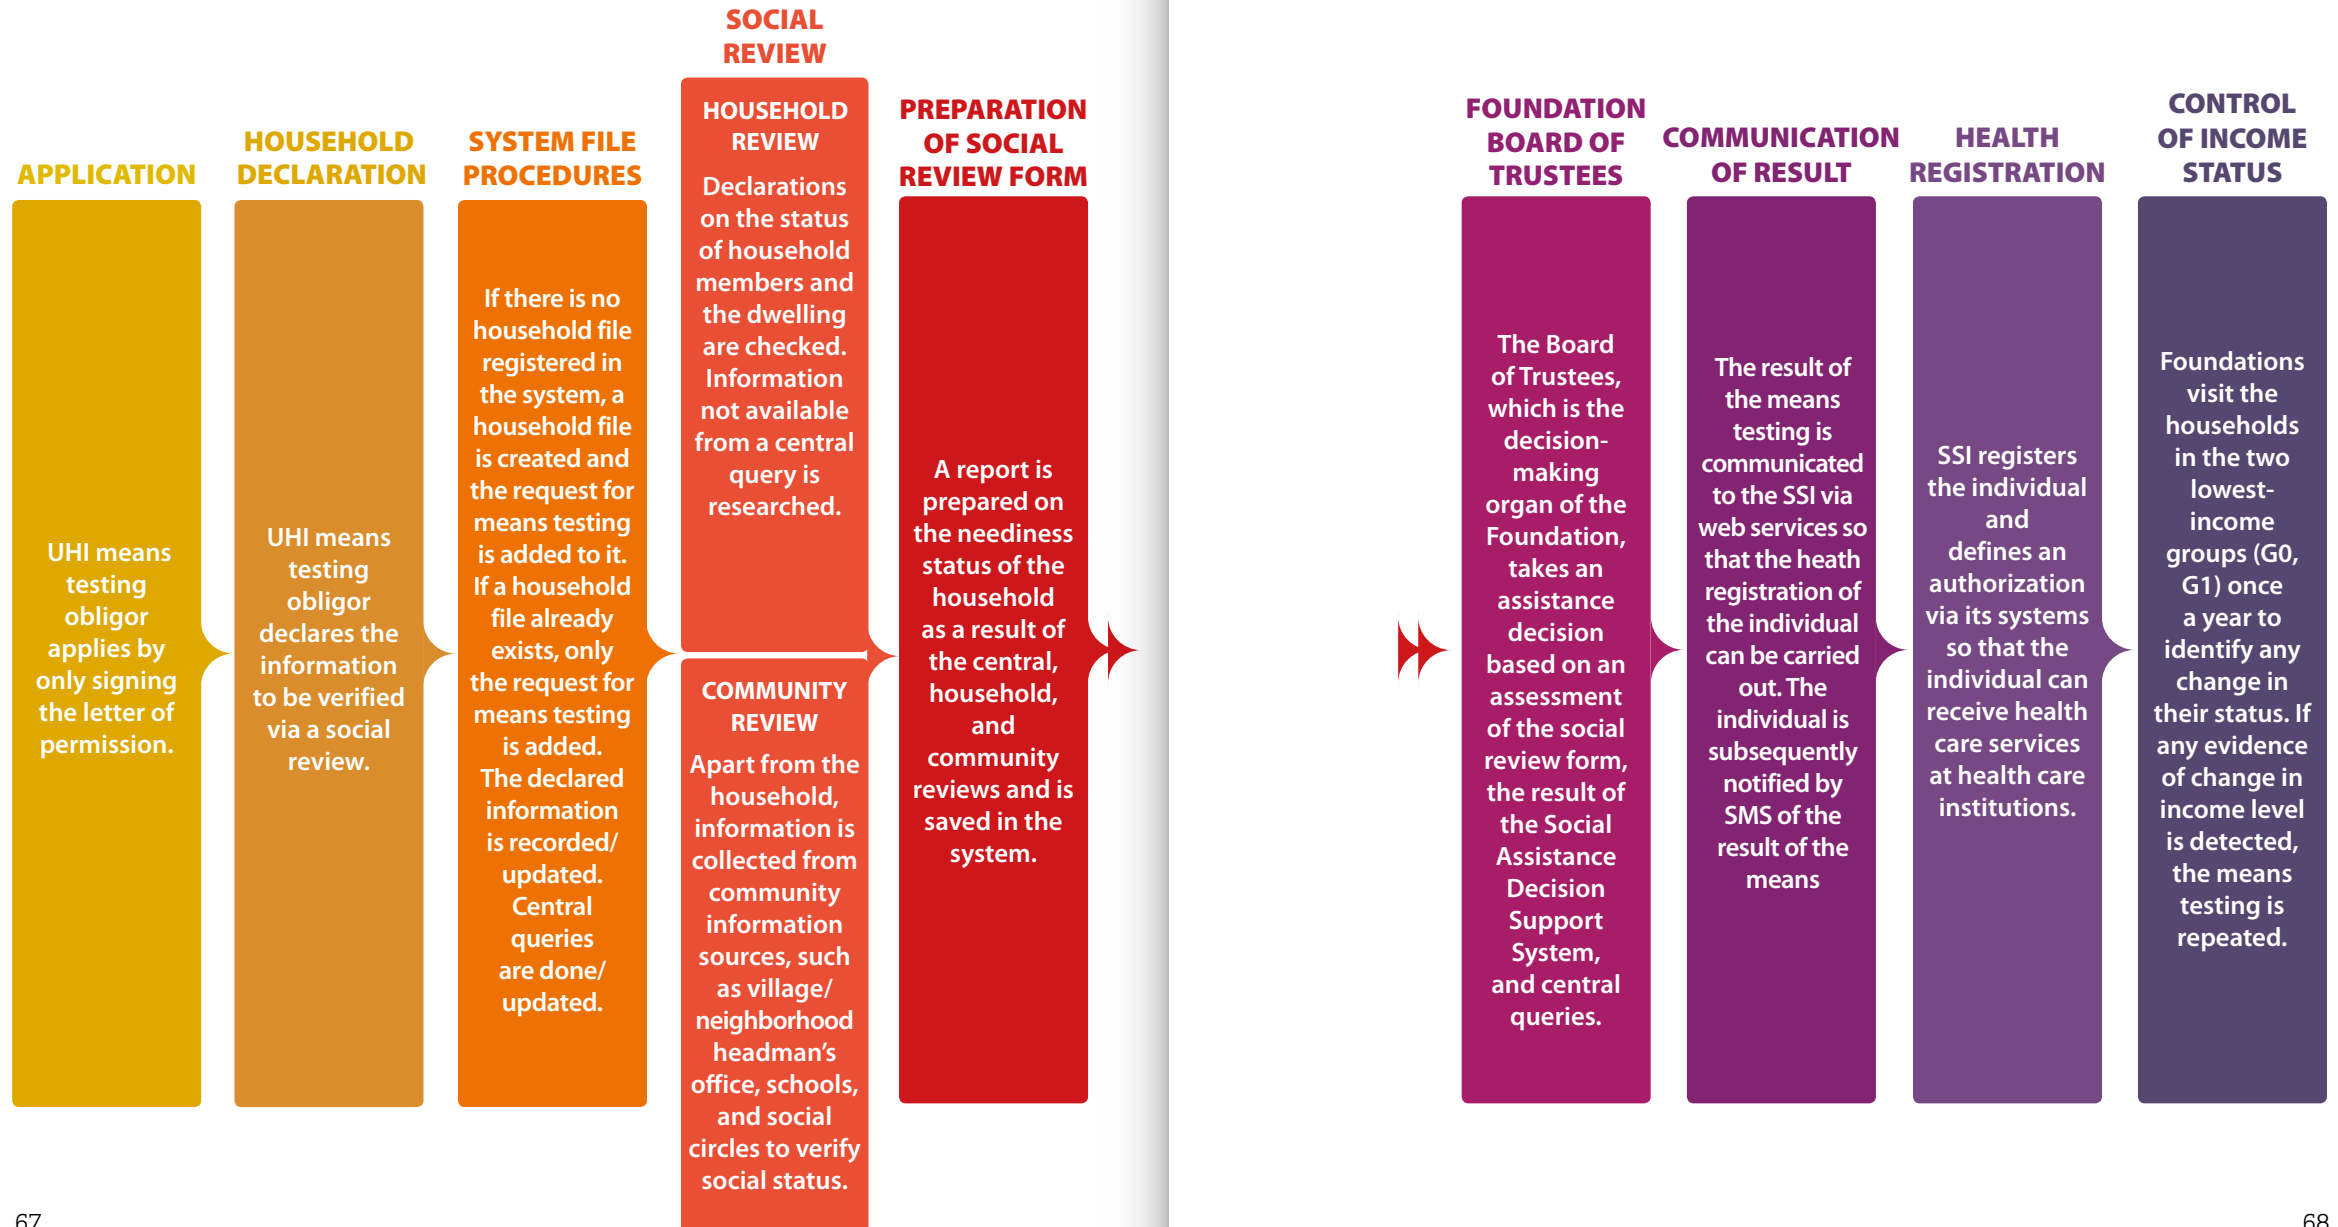 APPLICATION
UHI means
testing
obligor
applies by
only signing
the letter of
permission.
HOUSEHOLD
DECLARATION
UHI means
testing
obligor
declares the
information
to be verified
via a social
review.
SYSTEM FILE
PROCEDURES
If there is no
household file
registered in
the system, a
household file
is created and
the request for
means testing
is added to it.
If a household
file already
exists, only
the request for
means testing
is added.
The declared
information
is recorded/
updated.
Central
queries
are done/
updated.
SOCIAL
REVIEW
HOUSEHOLD
REVIEW
Declarations
on the status
of household
members and
the dwelling
are checked.
Information
not available
from a central
query is
researched.
COMMUNITY
REVIEW
Apart from the
household,
information is
collected from
community
information
sources, such
as village/
neighborhood
headman's
office, schools,
and social
circles to verify
social status.
PREPARATION
OF SOCIAL
REVIEW FORM
A report is
prepared on
the neediness
status of the
household
as a result of
the central,
household,
and
community
reviews and is
saved in the
system.
FOUNDATION
BOARD OF
TRUSTEES
The Board
of Trustees,
which is the
decision-
making
organ of the
Foundation,
takes an
assistance
decision
based on an
assessment
of the social
review form,
the result of
the Social
Assistance
Decision
Support
System,
and central
queries.
COMMUNICATION
OF RESULT
The result of
the means
testing is
communicated
to the SSI via
web services so
that the heath
registration of
the individual
can be carried
out. The
individual is
subsequently
notified by
SMS of the
result of the
means
HEALTH
REGISTRATION
SSI registers
the individual
and
defines an
authorization
via its systems
so that the
individual can
receive health
care services
at health care
institutions.
CONTROL
OF INCOME
STATUS
Foundations
visit the
households
in the two
lowest-
income
groups (G0,
G1) once
a year to
identify any
change in
their status. If
any evidence
of change in
income level
is detected,
the means
testing is
repeated.
67
68